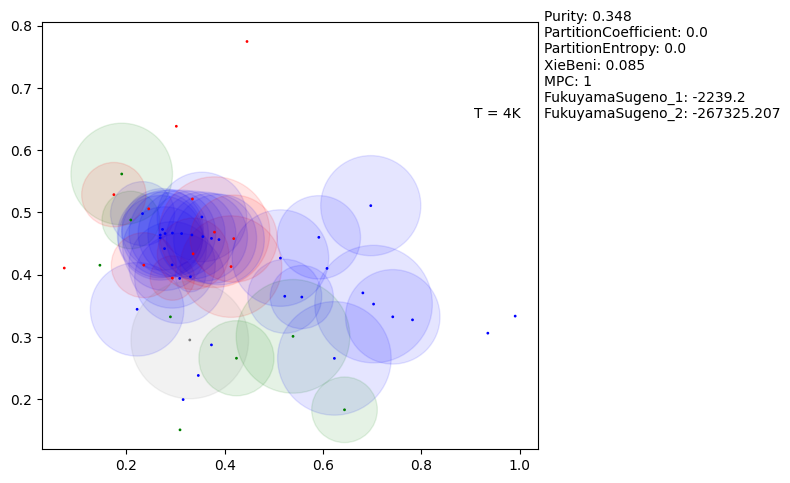 Purity: 0.348
PartitionCoefficient: 0.0
PartitionEntropy: 0.0
XieBeni: 0.085
MPC: 1
FukuyamaSugeno_1: -2239.2
FukuyamaSugeno_2: -267325.207
T = 4K
0.8
0.7
0.6
0.5
0.4
0.3
0.2
0.2 0.4 0.6 0.8 1.0